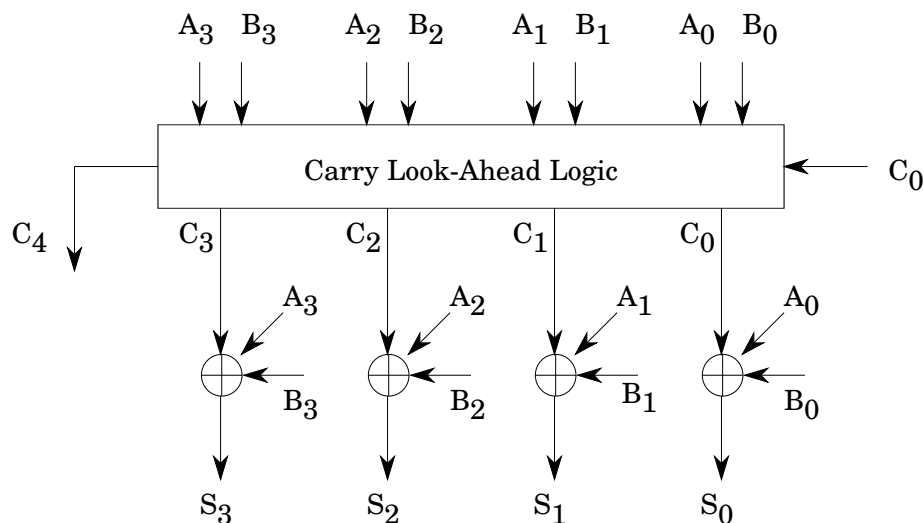 A3 B3 A2 B2 A1 B1 A0 B0
Carry Look-Ahead Logic
C0
C4 C3 C2 C1 C0
A3 A2 A1 A0
B3 B2 B1 B0
S3 S2 S1 S0